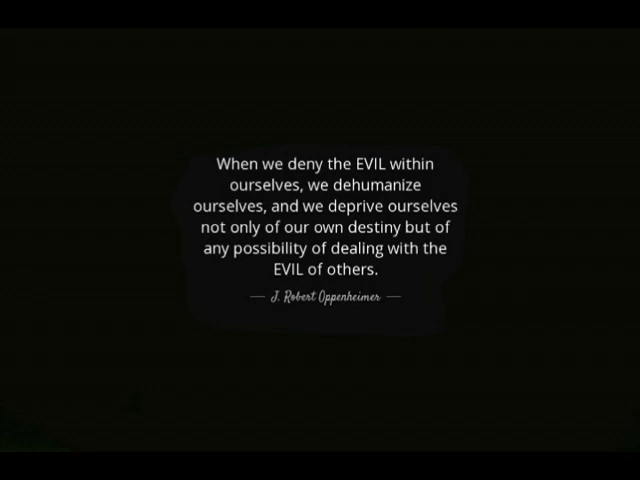 When we deny the EVIL within
ourselves, we dehumanize
ourselves, and we deprive ourselves
not only of our own destiny but of
any possibility of dealing with the
EVIL of others.
— J. Robert Oppenheimer —